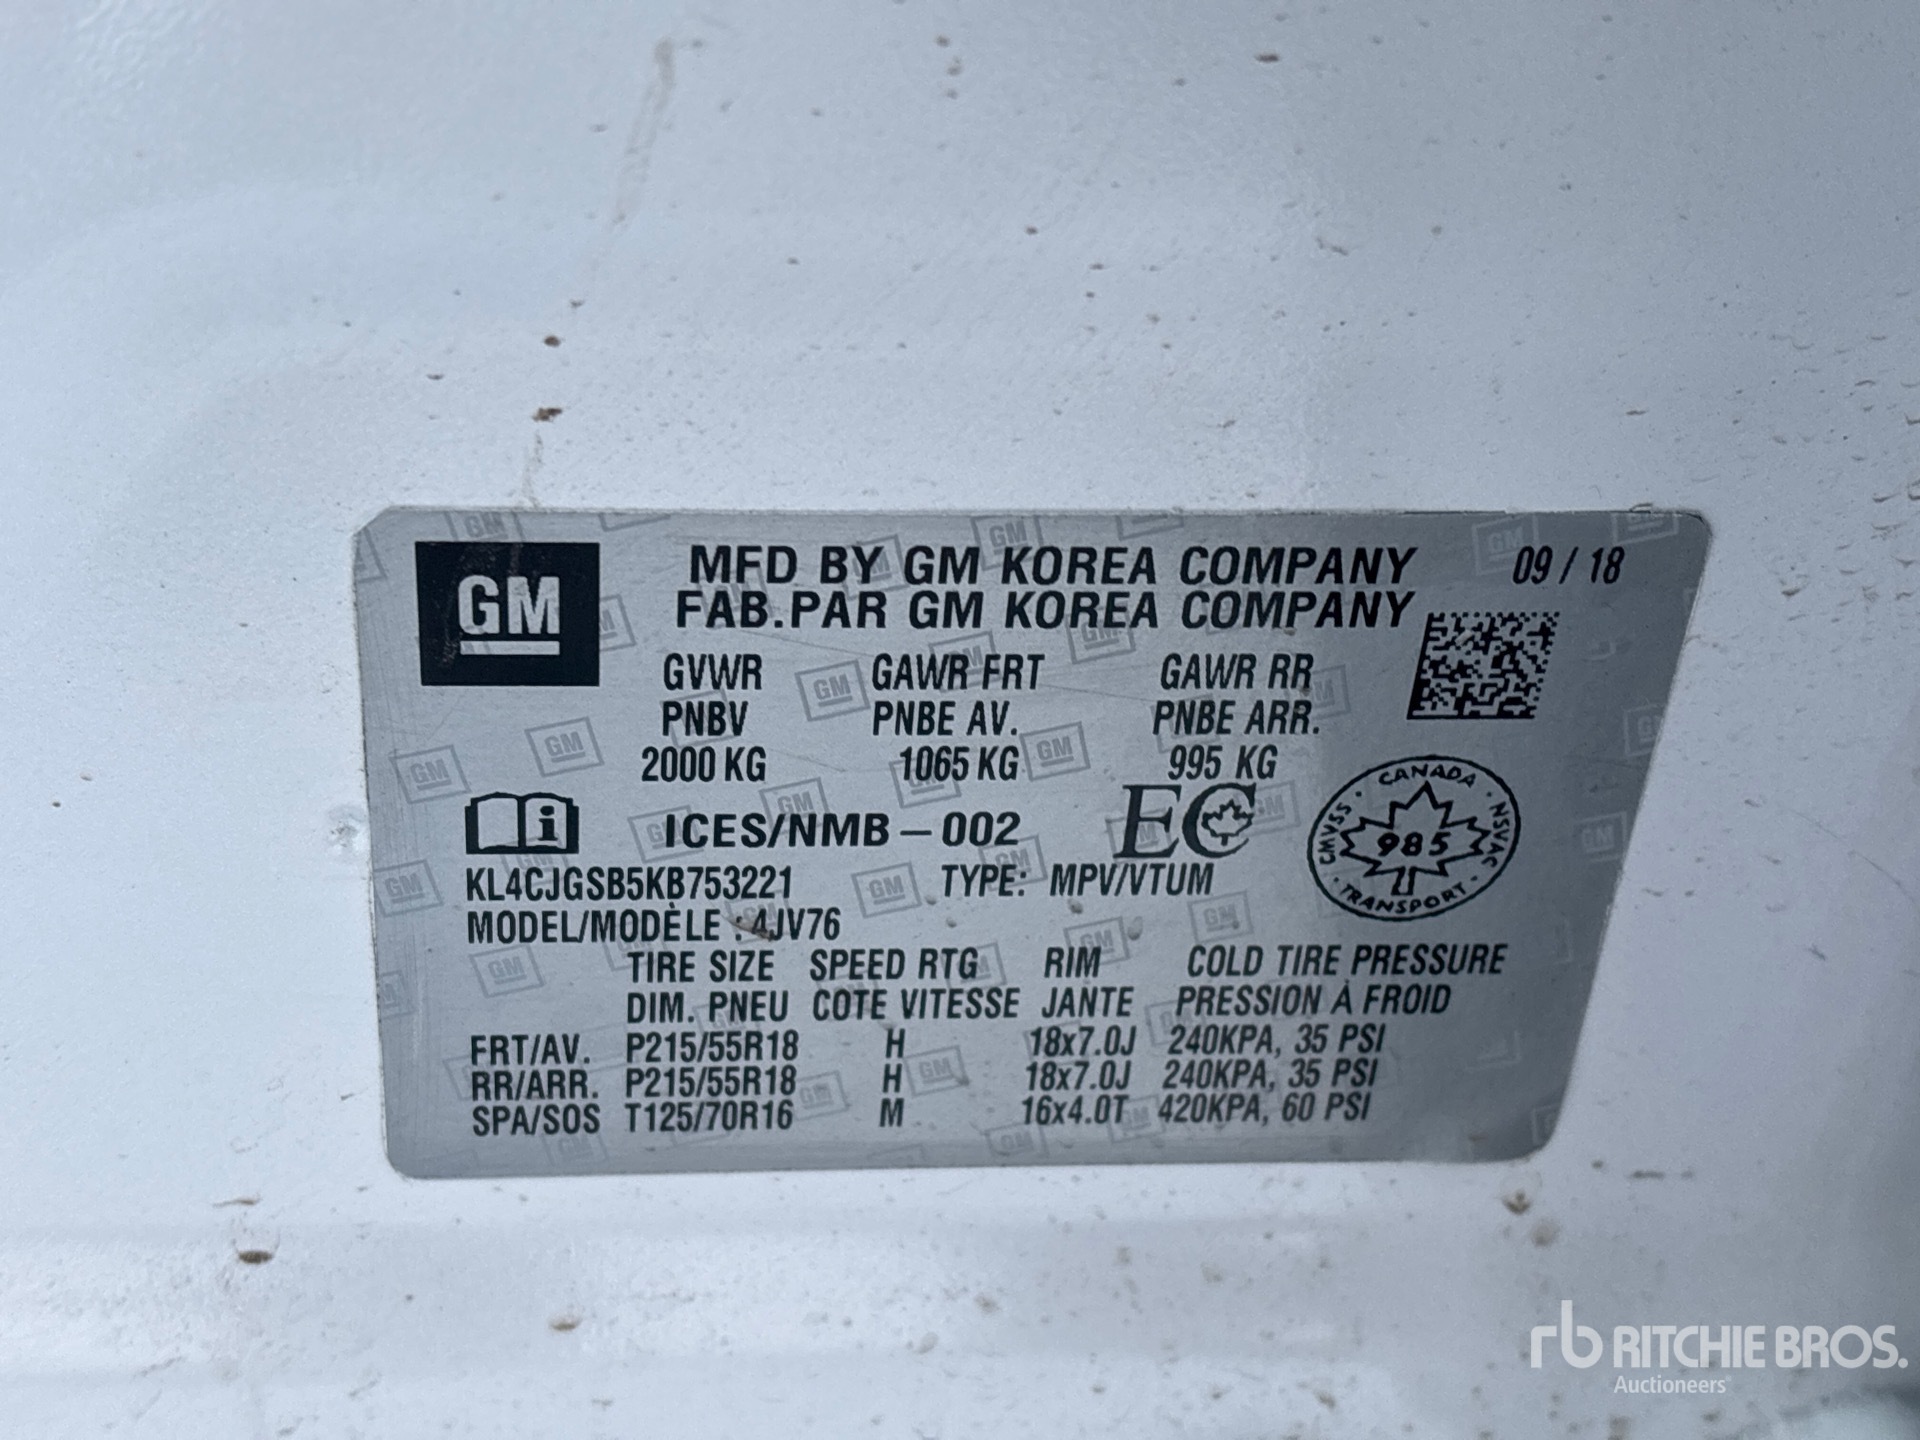 GM
MFD BY GM KOREA COMPANY 09 / 18
FAB.PAR GM KOREA COMPANY
GVWR GAWR FRT GAWR RR
PNBV PNBE AV. PNBE ARR.
2000 KG 1065 KG 995 KG
ICES/NMB – 002 EC
CANADA
CMVSS 985 NSVAC
TRANSPORT
KL4CJGSB5KB753221 TYPE: MPV/VTUM
MODEL/MODÈLE : 4JV76
TIRE SIZE SPEED RTG RIM COLD TIRE PRESSURE
DIM. PNEU COTE VITESSE JANTE PRESSION À FROID
FRT/AV. P215/55R18 H 18x7.0J 240KPA, 35 PSI
RR/ARR. P215/55R18 H 18x7.0J 240KPA, 35 PSI
SPA/SOS T125/70R16 M 16x4.0T 420KPA, 60 PSI
rb RITCHIE BROS.
Auctioneers